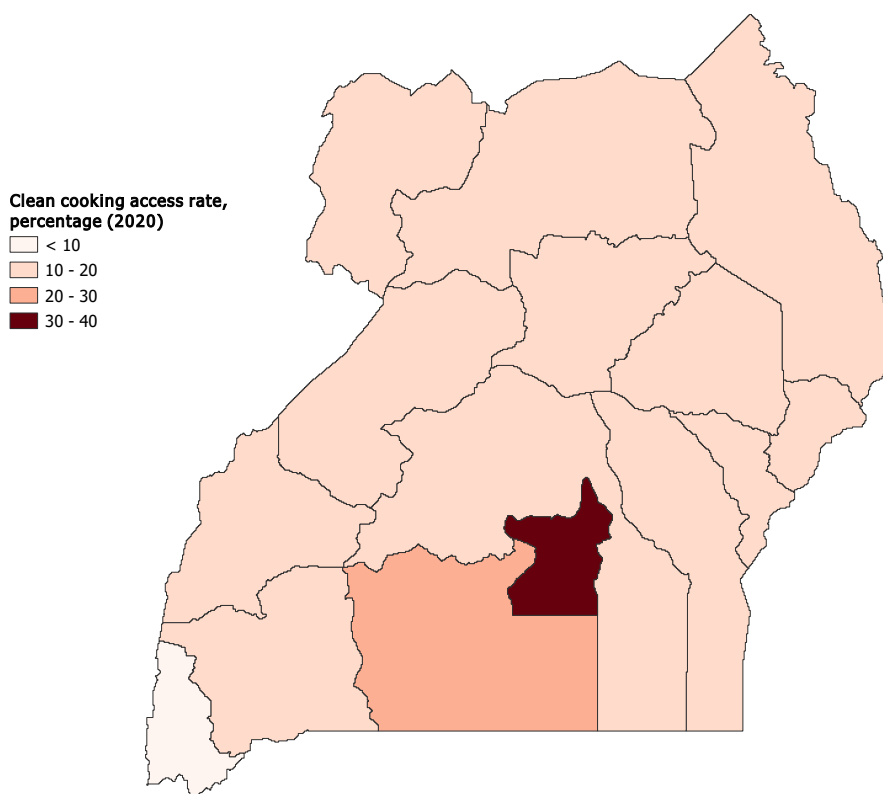 Clean cooking access rate,
percentage (2020)
< 10
10 - 20
20 - 30
30 - 40